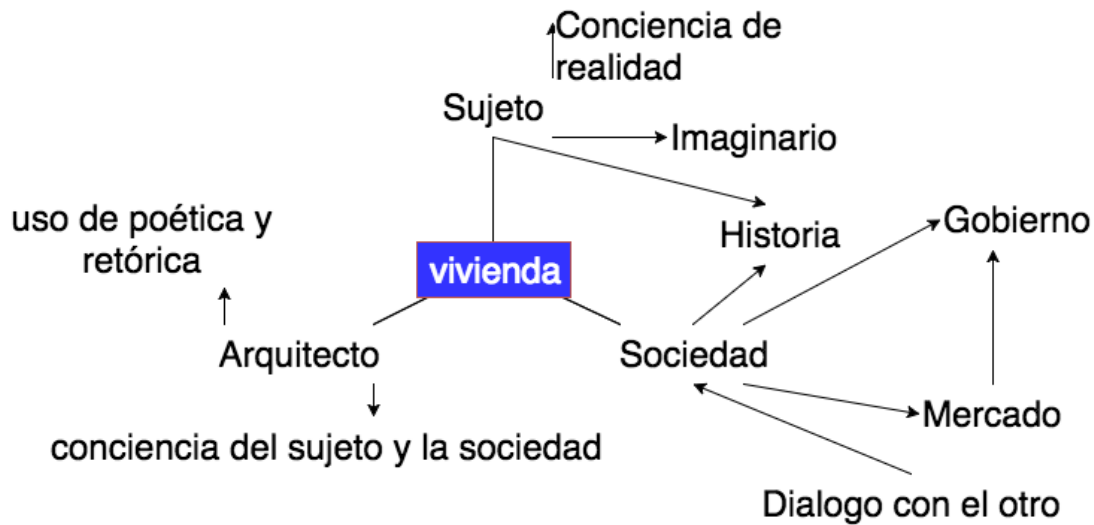 Conciencia de
realidad
Sujeto
Imaginario
uso de poética y
retórica
Historia
Gobierno
vivienda
Arquitecto
Sociedad
Mercado
conciencia del sujeto y la sociedad
Dialogo con el otro